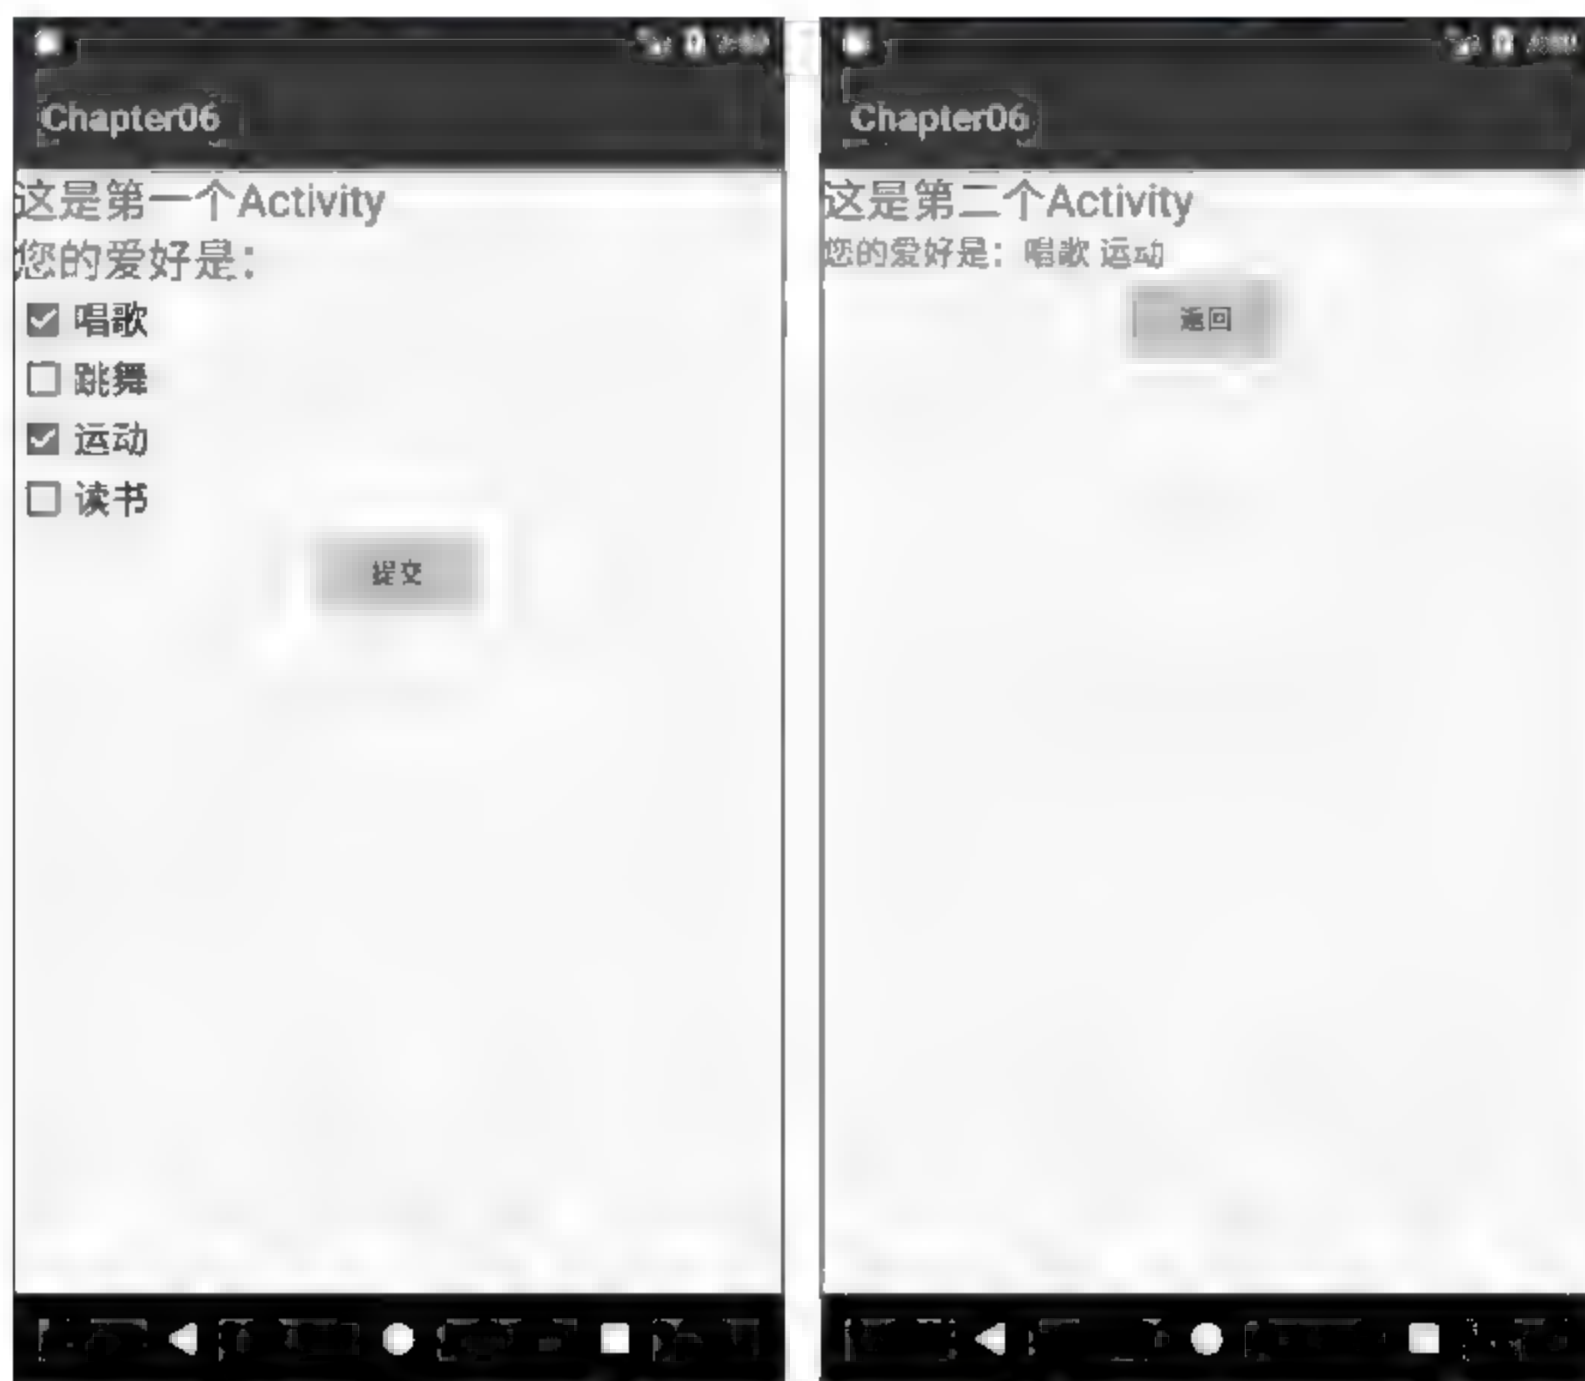 Chapter06
这是第一个Activity
您的爱好是：
唱歌
跳舞
运动
读书
提交
Chapter06
这是第二个Activity
您的爱好是：唱歌 运动
返回